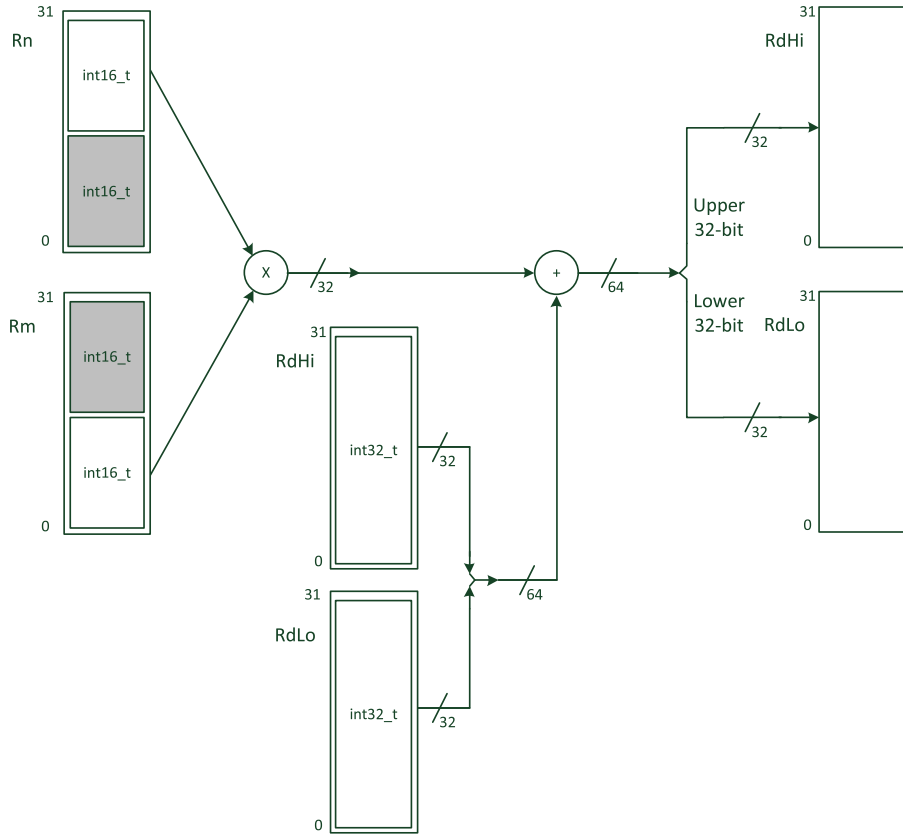 31
Rn
int16_t
int16_t
0
31
Rm
int16_t
int16_t
0
X
32
31
RdHi
int32_t
32
0
31
RdLo
int32_t
32
0
64
+
64
Upper
32-bit
Lower
32-bit
32
32
31
RdHi
0
31
RdLo
0